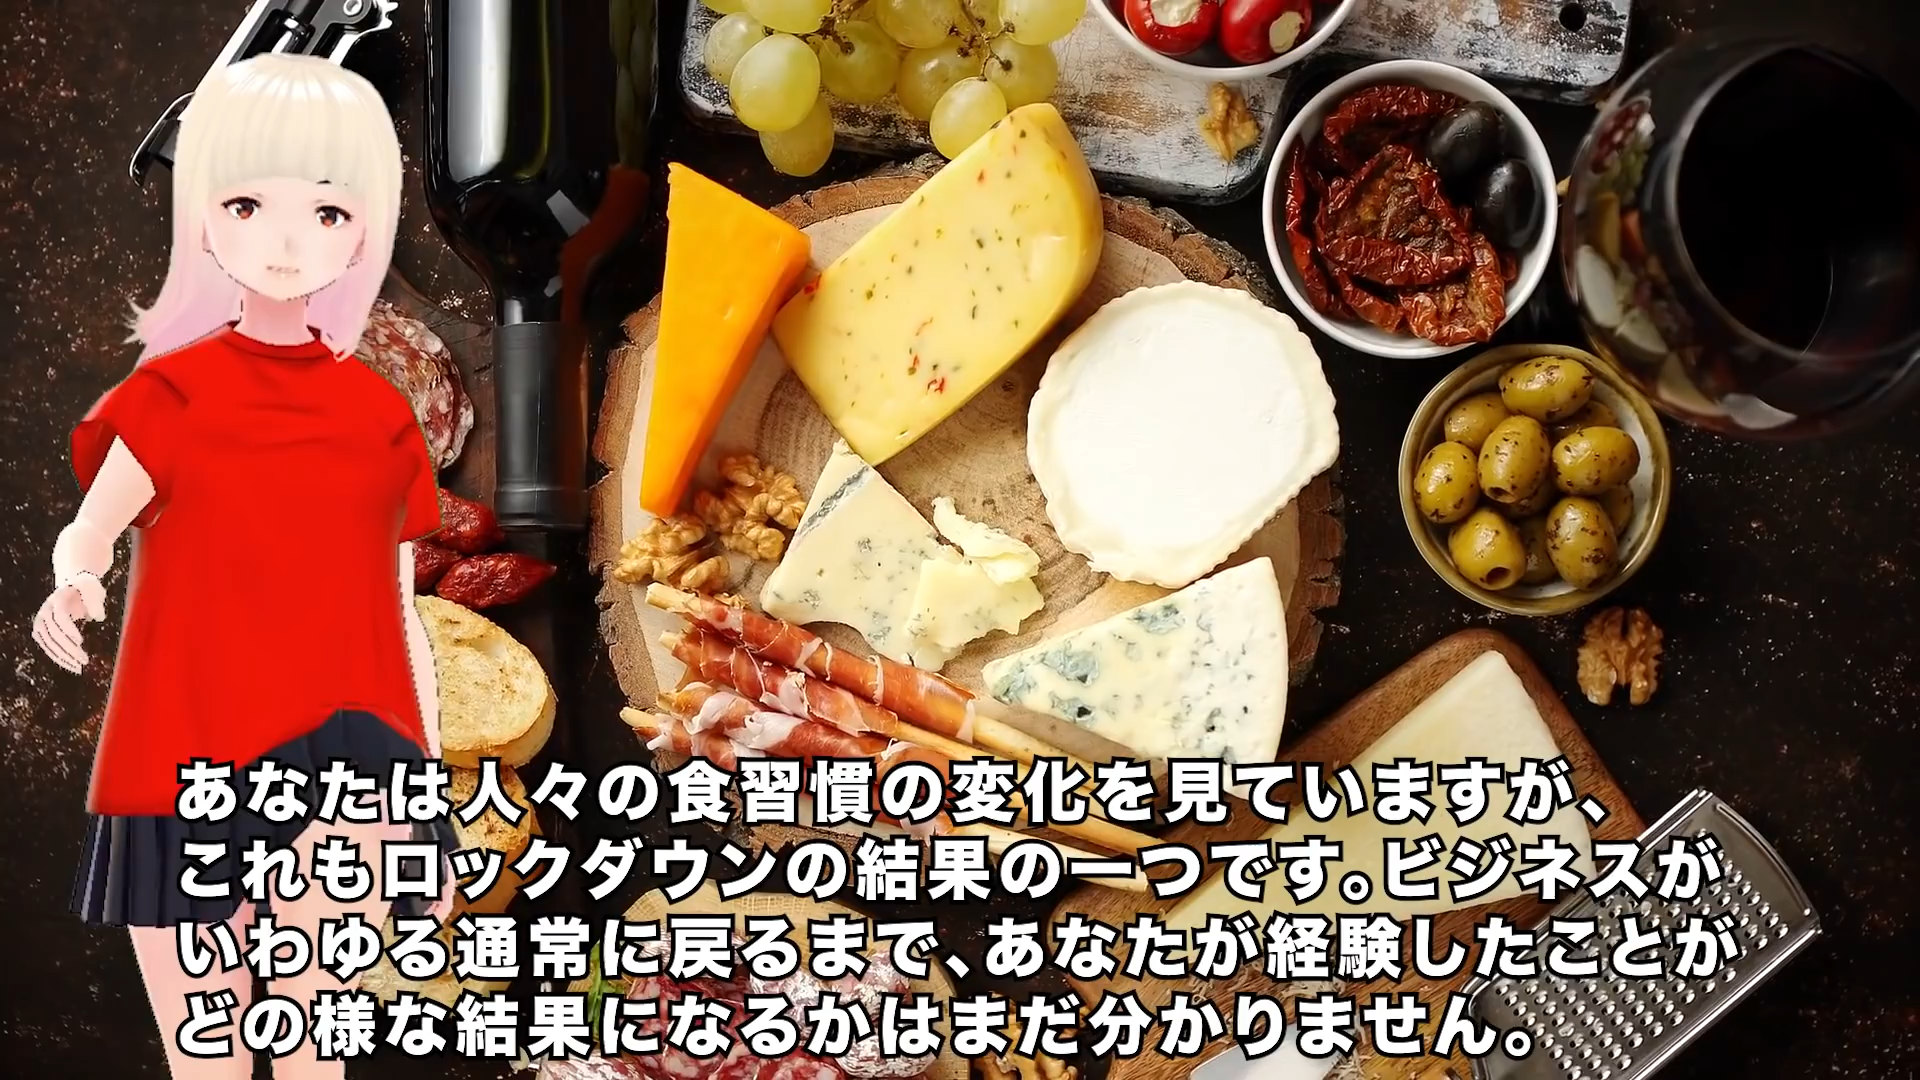 あなたは人々の食習慣の変化を見ていますが、
これもロックダウンの結果の一つです。ビジネスが
いわゆる通常に戻るまで、あなたが経験したことが
どの様な結果になるかはまだ分かりません。